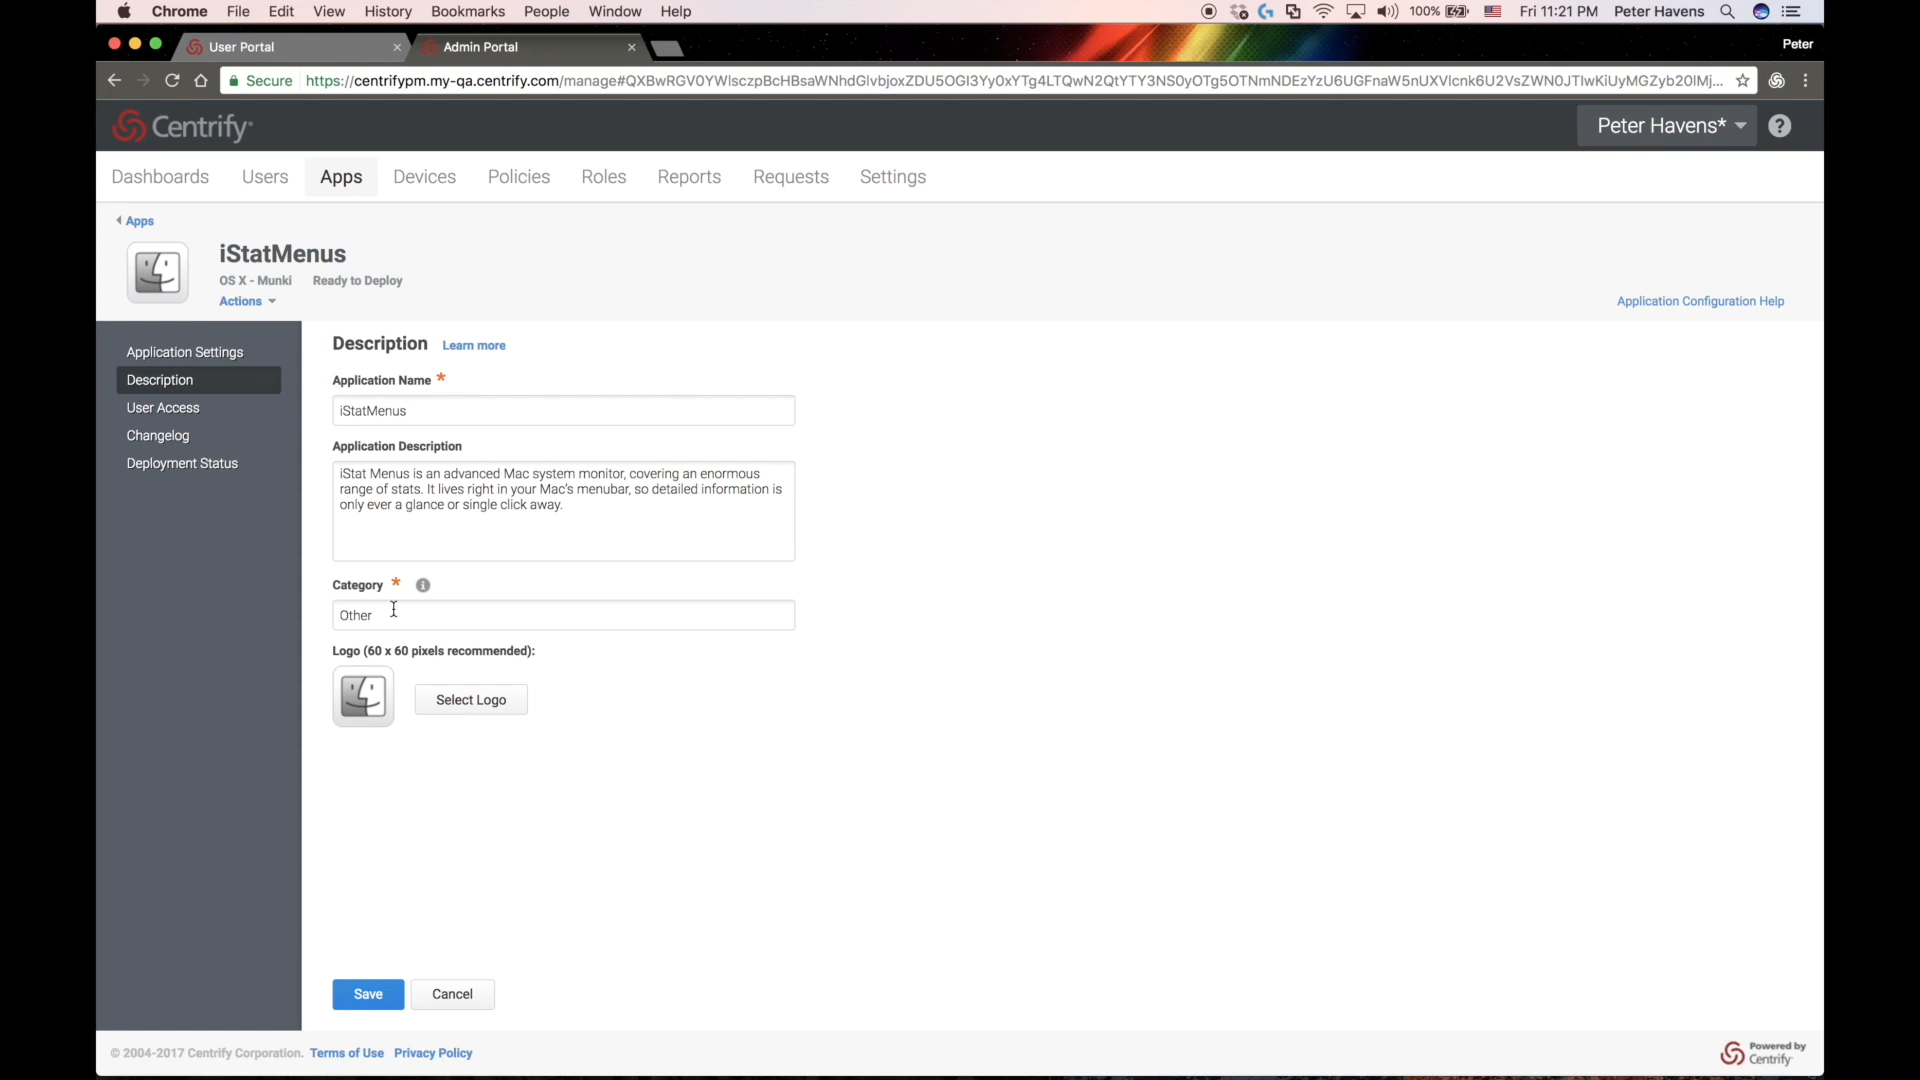 Chrome File Edit View History Bookmarks People Window Help 100% Fri 11:21 PM Peter Havens
User Portal Admin Portal Peter
Secure https://centrifypm.my-qa.centrify.com/manage#
Centrify Peter Havens* ?
Dashboards Users Apps Devices Policies Roles Reports Requests Settings
Apps
iStatMenus
OS X - Munki Ready to Deploy
Actions Application Configuration Help
Application Settings
Description
User Access
Changelog
Deployment Status
Description Learn more
Application Name *
iStatMenus
Application Description
iStat Menus is an advanced Mac system monitor, covering an enormous
range of stats. It lives right in your Mac's menubar, so detailed information is
only ever a glance or single click away.
Category *
Other
Logo (60 x 60 pixels recommended):
Select Logo
Save Cancel
© 2004-2017 Centrify Corporation. Terms of Use Privacy Policy
Powered by
Centrify